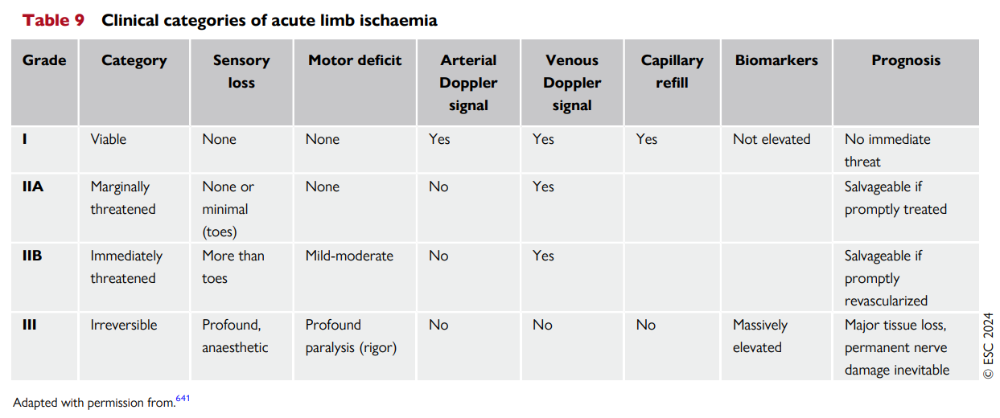 Table 9 Clinical categories of acute limb ischaemia
Grade Category Sensory loss Motor deficit Arterial Doppler signal Venous Doppler signal Capillary refill Biomarkers Prognosis
I Viable None None Yes Yes Yes Not elevated No immediate threat
IIA Marginally threatened None or minimal (toes) None No Yes Salvageable if promptly treated
IIB Immediately threatened More than toes Mild-moderate No Yes Salvageable if promptly revascularized
III Irreversible Profound, anaesthetic Profound paralysis (rigor) No No No Massively elevated Major tissue loss, permanent nerve damage inevitable
© ESC 2024
Adapted with permission from.641